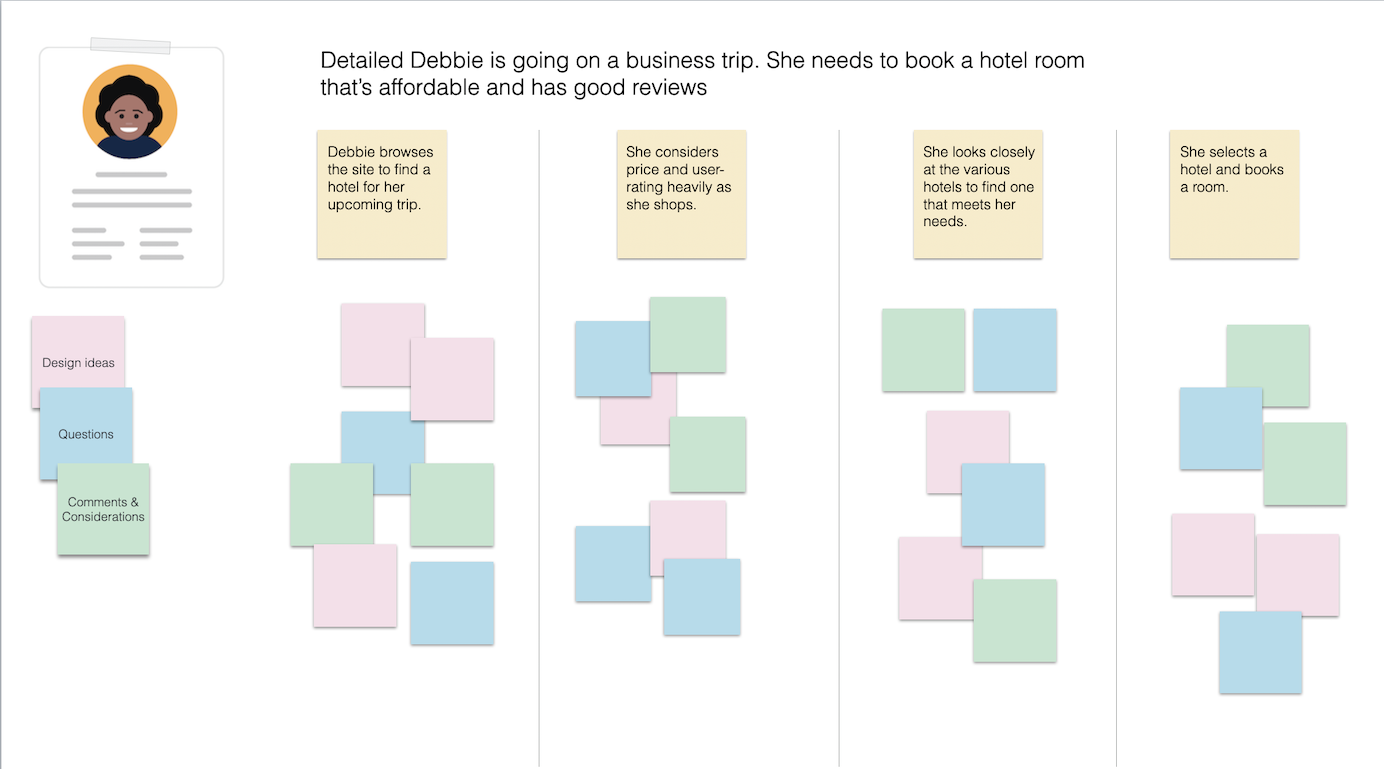 Detailed Debbie is going on a business trip. She needs to book a hotel room
that's affordable and has good reviews
Debbie browses
the site to find a
hotel for her
upcoming trip.
She considers
price and user-
rating heavily as
she shops.
She looks closely
at the various
hotels to find one
that meets her
needs.
She selects a
hotel and books
a room.
Design ideas
Questions
Comments &
Considerations